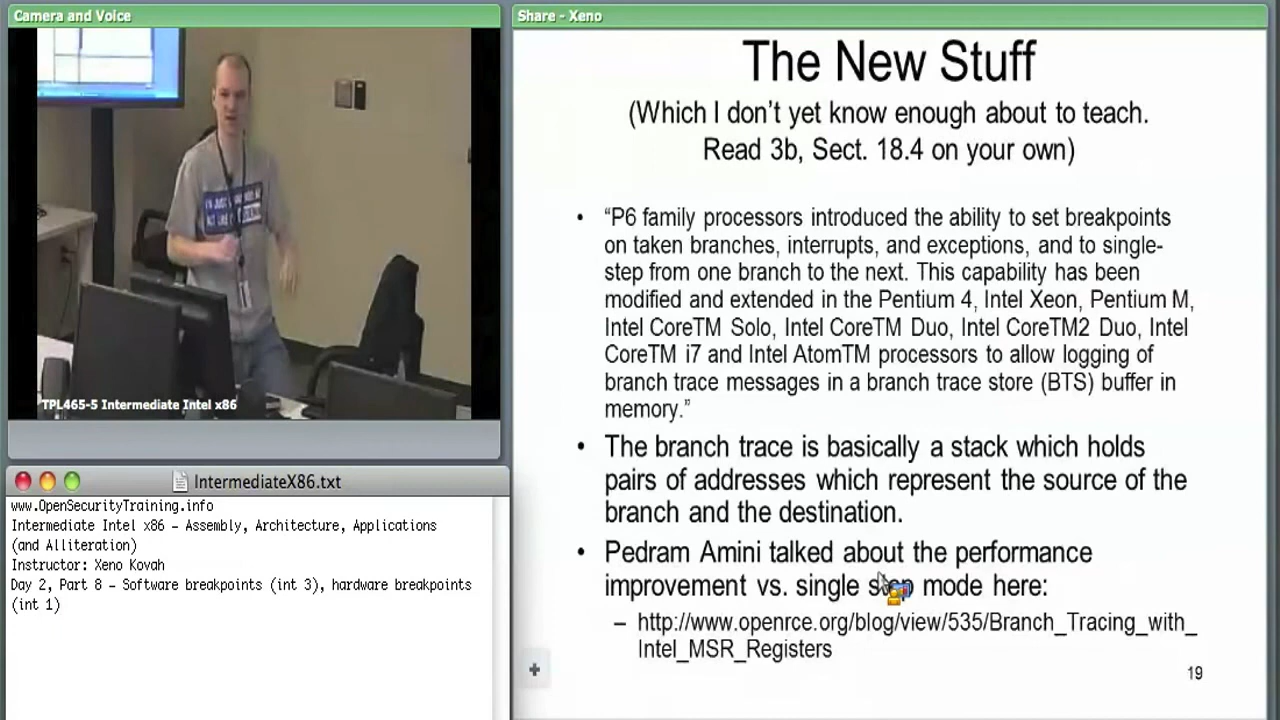 Camera and Voice
TPL465-5 Intermediate Intel x86
IntermediateX86.txt
www.OpenSecurityTraining.info
Intermediate Intel x86 – Assembly, Architecture, Applications
(and Alliteration)
Instructor: Xeno Kovah
Day 2, Part 8 – Software breakpoints (int 3), hardware breakpoints
(int 1)
Share - Xeno
The New Stuff
(Which I don't yet know enough about to teach.
Read 3b, Sect. 18.4 on your own)
• “P6 family processors introduced the ability to set breakpoints
on taken branches, interrupts, and exceptions, and to single-
step from one branch to the next. This capability has been
modified and extended in the Pentium 4, Intel Xeon, Pentium M,
Intel CoreTM Solo, Intel CoreTM Duo, Intel CoreTM2 Duo, Intel
CoreTM i7 and Intel AtomTM processors to allow logging of
branch trace messages in a branch trace store (BTS) buffer in
memory.”
• The branch trace is basically a stack which holds
pairs of addresses which represent the source of the
branch and the destination.
• Pedram Amini talked about the performance
improvement vs. single step mode here:
– http://www.openrce.org/blog/view/535/Branch_Tracing_with_
Intel_MSR_Registers
19